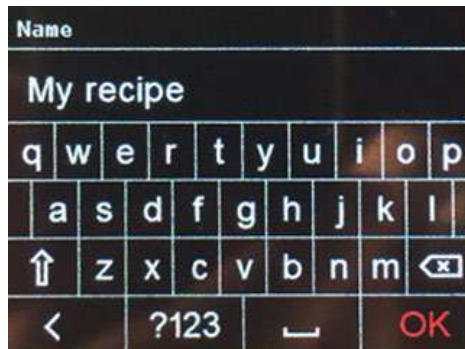 Name
My recipe
q w e r t y u i o p
a s d f g h j k l
z x c v b n m
< ?123 OK